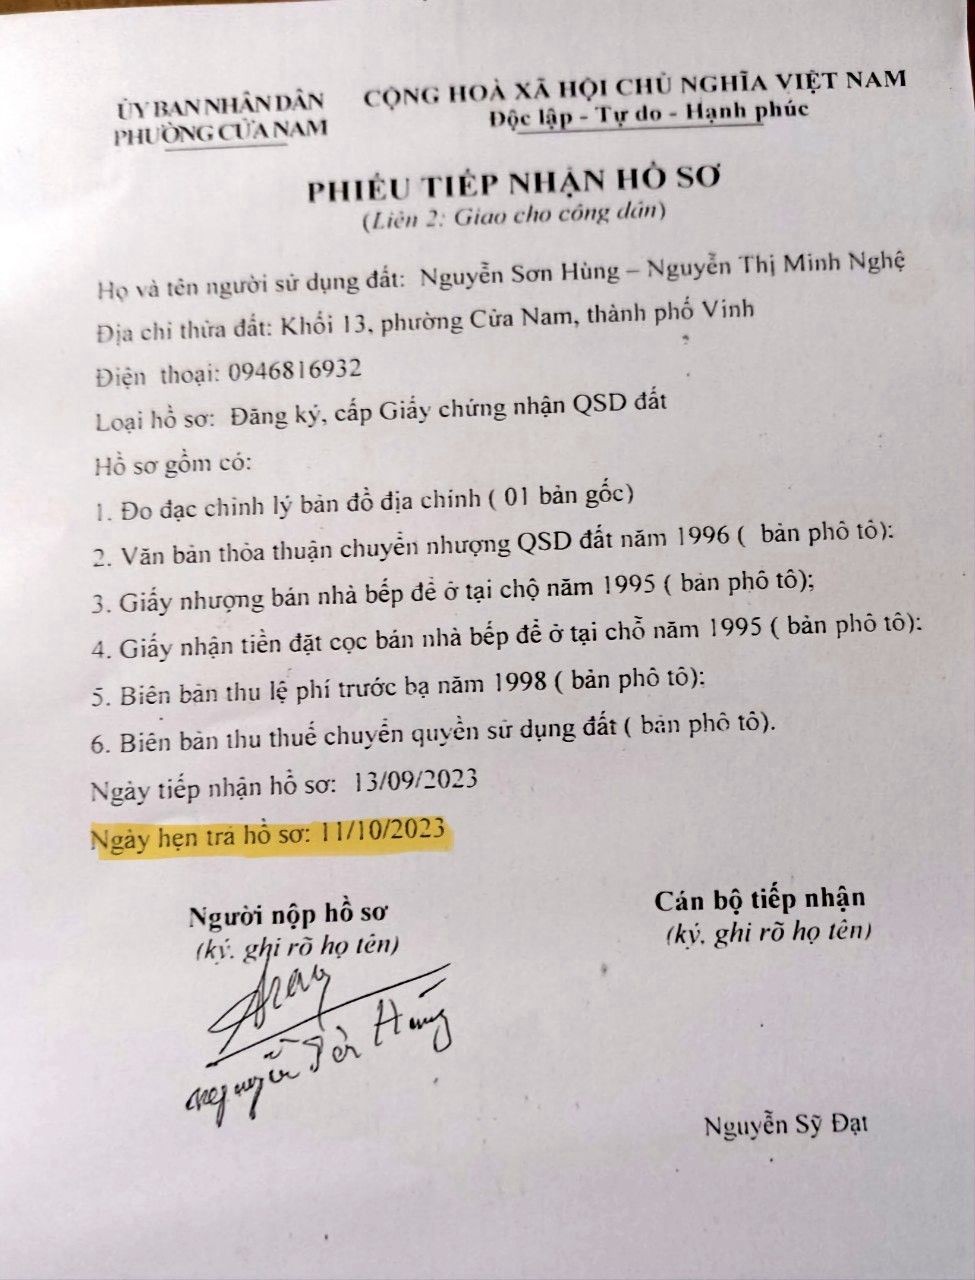 ỦY BAN NHÂN DÂN
PHƯỜNG CỬA NAM
CỘNG HOÀ XÃ HỘI CHỦ NGHĨA VIỆT NAM
Độc lập - Tự do - Hạnh phúc
PHIẾU TIẾP NHẬN HỒ SƠ
(Liên 2: Giao cho công dân)
Họ và tên người sử dụng đất: Nguyễn Sơn Hùng – Nguyễn Thị Minh Nghệ
Địa chỉ thửa đất: Khối 13, phường Cửa Nam, thành phố Vinh
Điện thoại: 0946816932
Loại hồ sơ: Đăng ký, cấp Giấy chứng nhận QSD đất
Hồ sơ gồm có:
1. Đo đạc chỉnh lý bản đồ địa chính ( 01 bản gốc)
2. Văn bản thỏa thuận chuyển nhượng QSD đất năm 1996 ( bản phô tô);
3. Giấy nhượng bán nhà bếp để ở tại chộ năm 1995 ( bản phô tô);
4. Giấy nhận tiền đặt cọc bán nhà bếp để ở tại chỗ năm 1995 ( bản phô tô);
5. Biên bản thu lệ phí trước bạ năm 1998 ( bản phô tô);
6. Biên bản thu thuế chuyển quyền sử dụng đất ( bản phô tô).
Ngày tiếp nhận hồ sơ: 13/09/2023
Ngày hẹn trả hồ sơ: 11/10/2023
Người nộp hồ sơ
(ký, ghi rõ họ tên)
Cán bộ tiếp nhận
(ký, ghi rõ họ tên)
Nguyễn Sơn Hùng
Nguyễn Sỹ Đạt